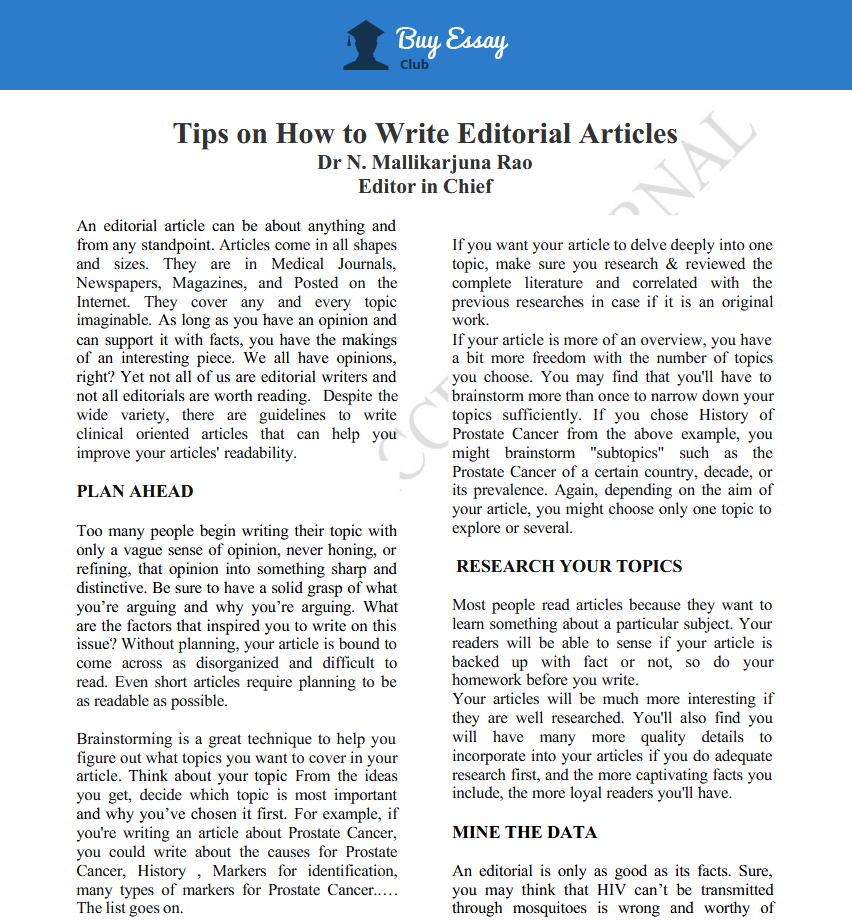 Buy Essay
Club
Tips on How to Write Editorial Articles
Dr N. Mallikarjuna Rao
Editor in Chief
An editorial article can be about anything and
from any standpoint. Articles come in all shapes
and sizes. They are in Medical Journals,
Newspapers, Magazines, and Posted on the
Internet. They cover any and every topic
imaginable. As long as you have an opinion and
can support it with facts, you have the makings
of an interesting piece. We all have opinions,
right? Yet not all of us are editorial writers and
not all editorials are worth reading. Despite the
wide variety, there are guidelines to write
clinical oriented articles that can help you
improve your articles' readability.
PLAN AHEAD
Too many people begin writing their topic with
only a vague sense of opinion, never honing, or
refining, that opinion into something sharp and
distinctive. Be sure to have a solid grasp of what
you’re arguing and why you’re arguing. What
are the factors that inspired you to write on this
issue? Without planning, your article is bound to
come across as disorganized and difficult to
read. Even short articles require planning to be
as readable as possible.
Brainstorming is a great technique to help you
figure out what topics you want to cover in your
article. Think about your topic From the ideas
you get, decide which topic is most important
and why you’ve chosen it first. For example, if
you're writing an article about Prostate Cancer,
you could write about the causes for Prostate
Cancer, History , Markers for identification,
many types of markers for Prostate Cancer..…
The list goes on.
If you want your article to delve deeply into one
topic, make sure you research & reviewed the
complete literature and correlated with the
previous researches in case if it is an original
work.
If your article is more of an overview, you have
a bit more freedom with the number of topics
you choose. You may find that you'll have to
brainstorm more than once to narrow down your
topics sufficiently. If you chose History of
Prostate Cancer from the above example, you
might brainstorm "subtopics" such as the
Prostate Cancer of a certain country, decade, or
its prevalence. Again, depending on the aim of
your article, you might choose only one topic to
explore or several.
RESEARCH YOUR TOPICS
Most people read articles because they want to
learn something about a particular subject. Your
readers will be able to sense if your article is
backed up with fact or not, so do your
homework before you write.
Your articles will be much more interesting if
they are well researched. You'll also find you
will have many more quality details to
incorporate into your articles if you do adequate
research first, and the more captivating facts you
include, the more loyal readers you'll have.
MINE THE DATA
An editorial is only as good as its facts. Sure,
you may think that HIV can’t be transmitted
through mosquitoes is wrong and worthy of